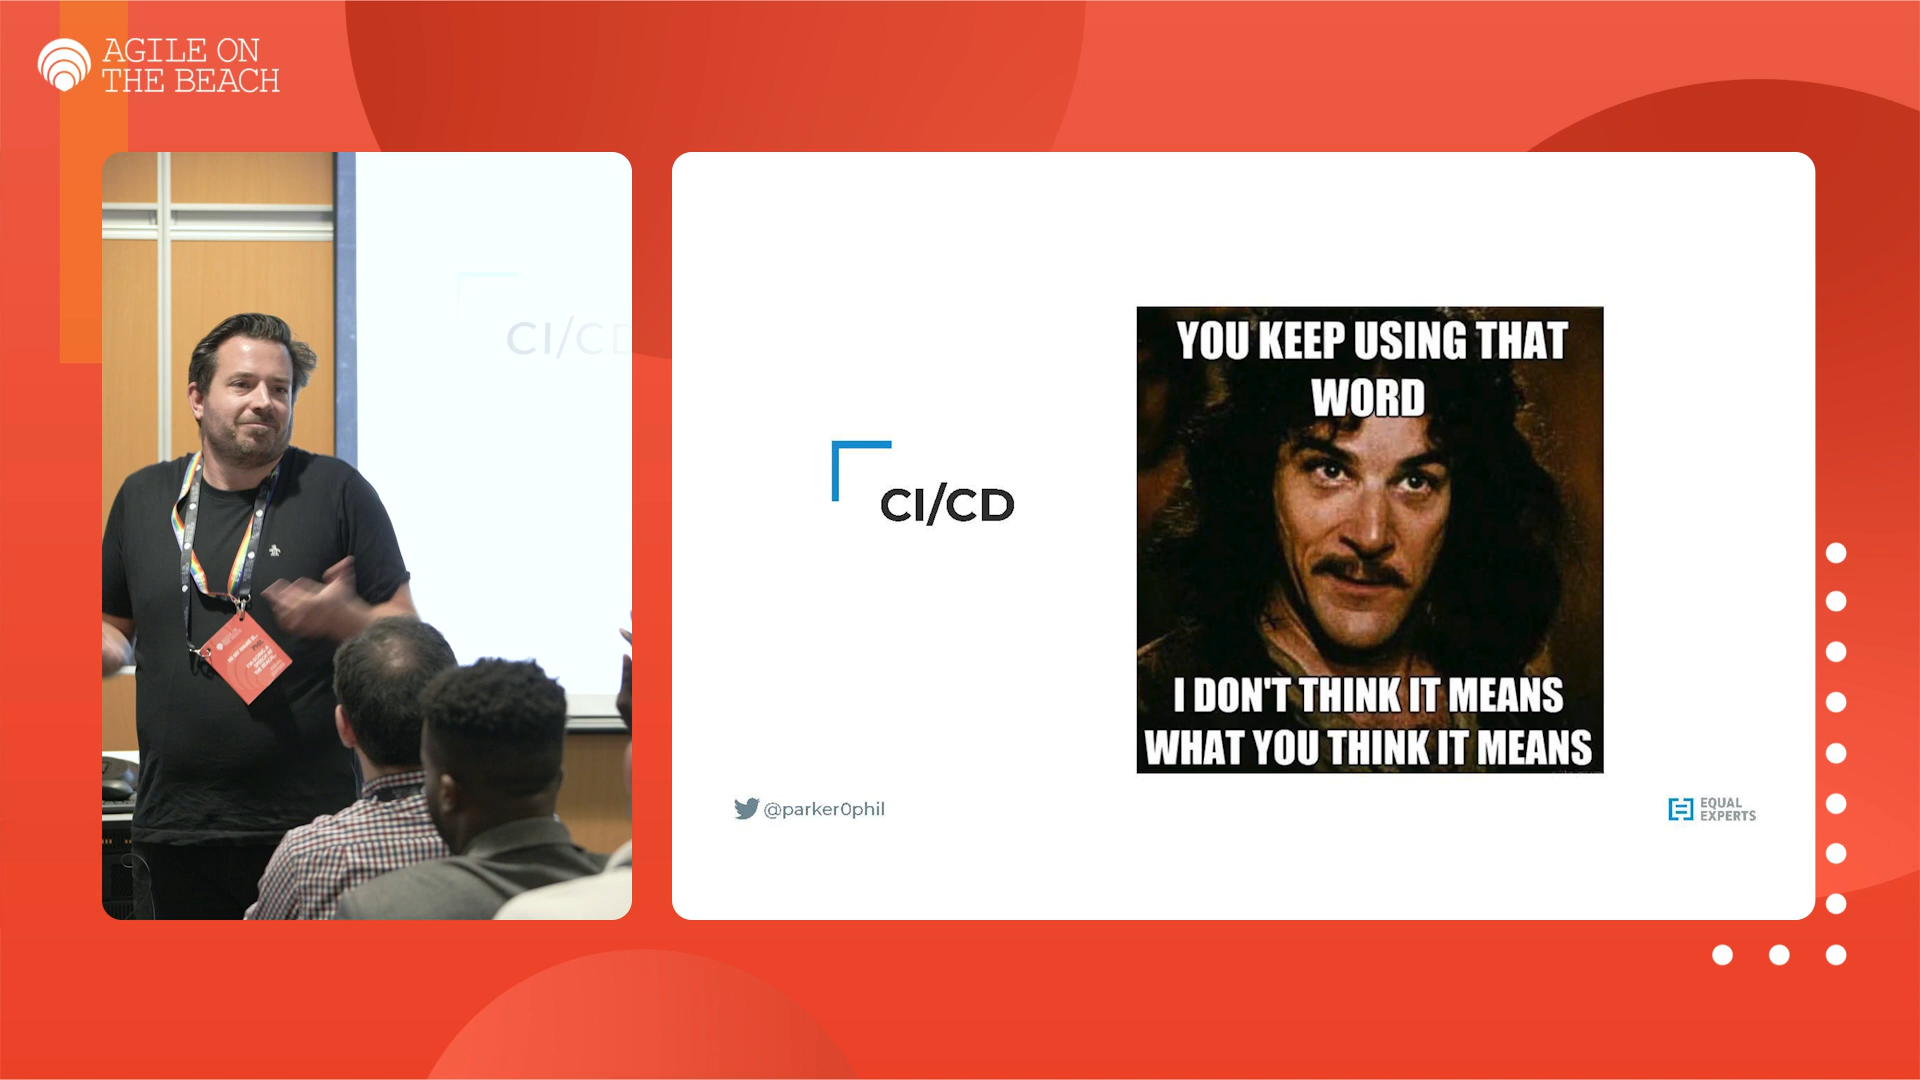 AGILE ON
THE BEACH
CI/CD
CI/CD
YOU KEEP USING THAT
WORD
I DON'T THINK IT MEANS
WHAT YOU THINK IT MEANS
@parker0phil
EQUAL
EXPERTS